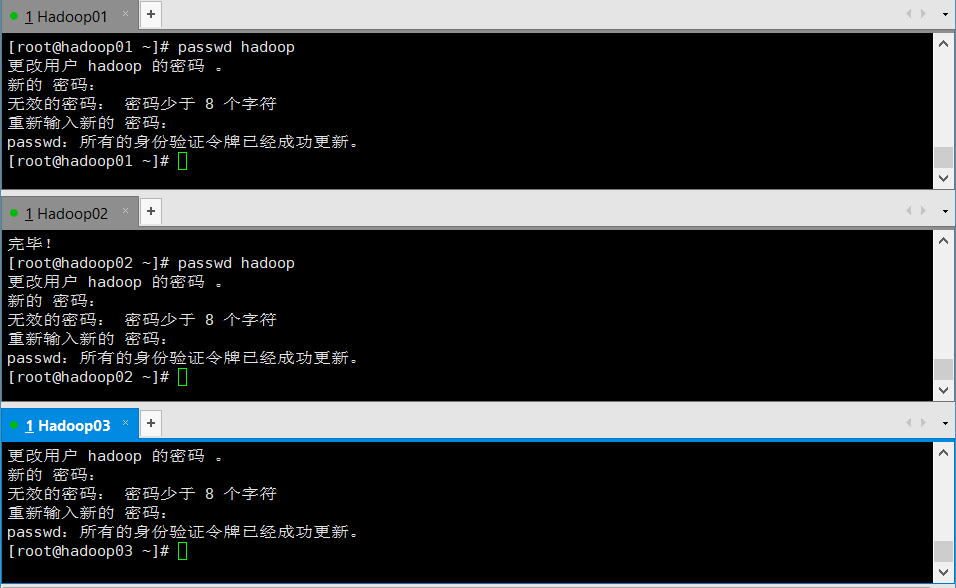 1 Hadoop01 × +
[root@hadoop01 ~]# passwd hadoop
更改用户 hadoop 的密码 。
新的 密码：
无效的密码： 密码少于 8 个字符
重新输入新的 密码：
passwd：所有的身份验证令牌已经成功更新。
[root@hadoop01 ~]#
1 Hadoop02 × +
完毕！
[root@hadoop02 ~]# passwd hadoop
更改用户 hadoop 的密码 。
新的 密码：
无效的密码： 密码少于 8 个字符
重新输入新的 密码：
passwd：所有的身份验证令牌已经成功更新。
[root@hadoop02 ~]#
1 Hadoop03 × +
更改用户 hadoop 的密码 。
新的 密码：
无效的密码： 密码少于 8 个字符
重新输入新的 密码：
passwd：所有的身份验证令牌已经成功更新。
[root@hadoop03 ~]#